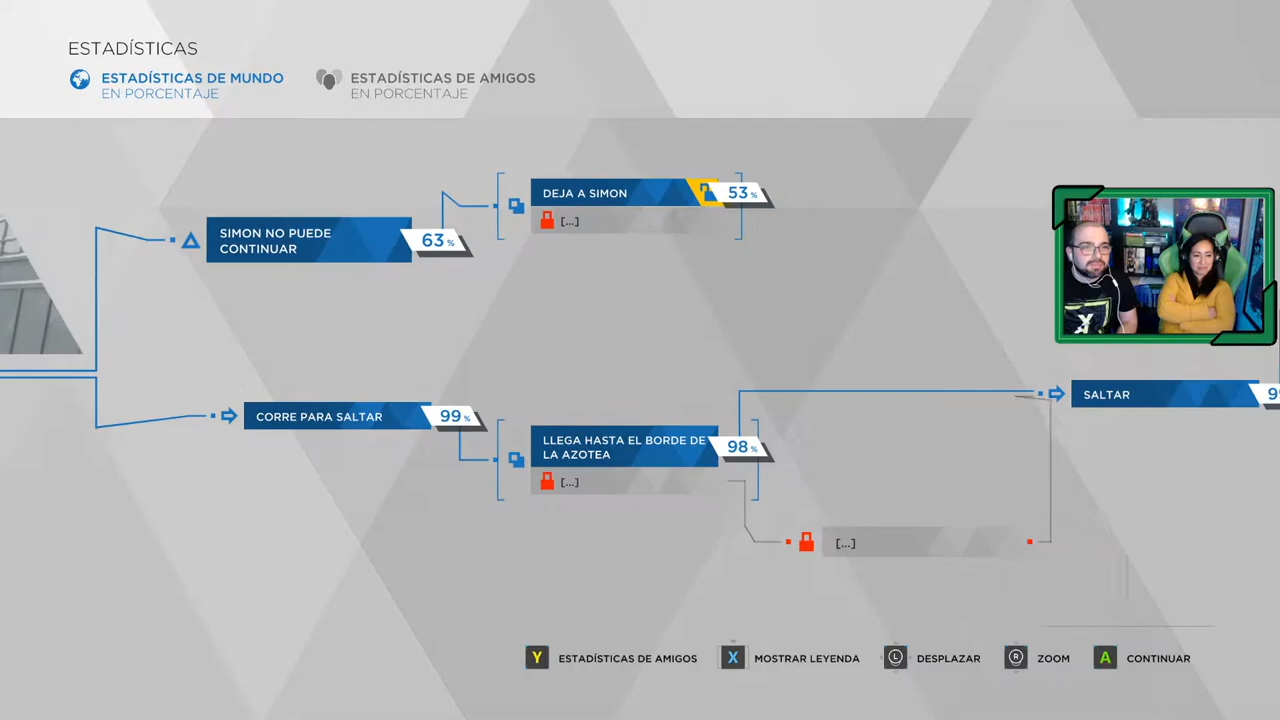 ESTADÍSTICAS
ESTADÍSTICAS DE MUNDO
EN PORCENTAJE
ESTADÍSTICAS DE AMIGOS
EN PORCENTAJE
DEJA A SIMON
53 %
[...]
SIMON NO PUEDE
CONTINUAR
63 %
CORRE PARA SALTAR
99 %
LLEGA HASTA EL BORDE DE
LA AZOTEA
98 %
[...]
SALTAR
[...]
Y
ESTADÍSTICAS DE AMIGOS
X
MOSTRAR LEYENDA
L
DESPLAZAR
R
ZOOM
A
CONTINUAR